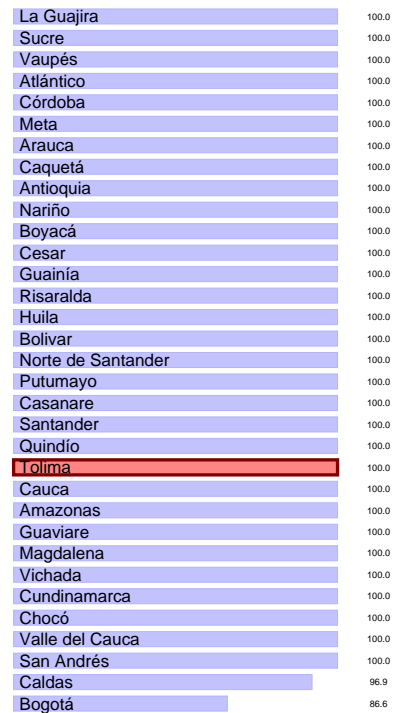 La Guajira 100.0
Sucre 100.0
Vaupés 100.0
Atlántico 100.0
Córdoba 100.0
Meta 100.0
Arauca 100.0
Caquetá 100.0
Antioquia 100.0
Nariño 100.0
Boyacá 100.0
Cesar 100.0
Guainía 100.0
Risaralda 100.0
Huila 100.0
Bolivar 100.0
Norte de Santander 100.0
Putumayo 100.0
Casanare 100.0
Santander 100.0
Quindío 100.0
Tolima 100.0
Cauca 100.0
Amazonas 100.0
Guaviare 100.0
Magdalena 100.0
Vichada 100.0
Cundinamarca 100.0
Chocó 100.0
Valle del Cauca 100.0
San Andrés 100.0
Caldas 96.9
Bogotá 86.6